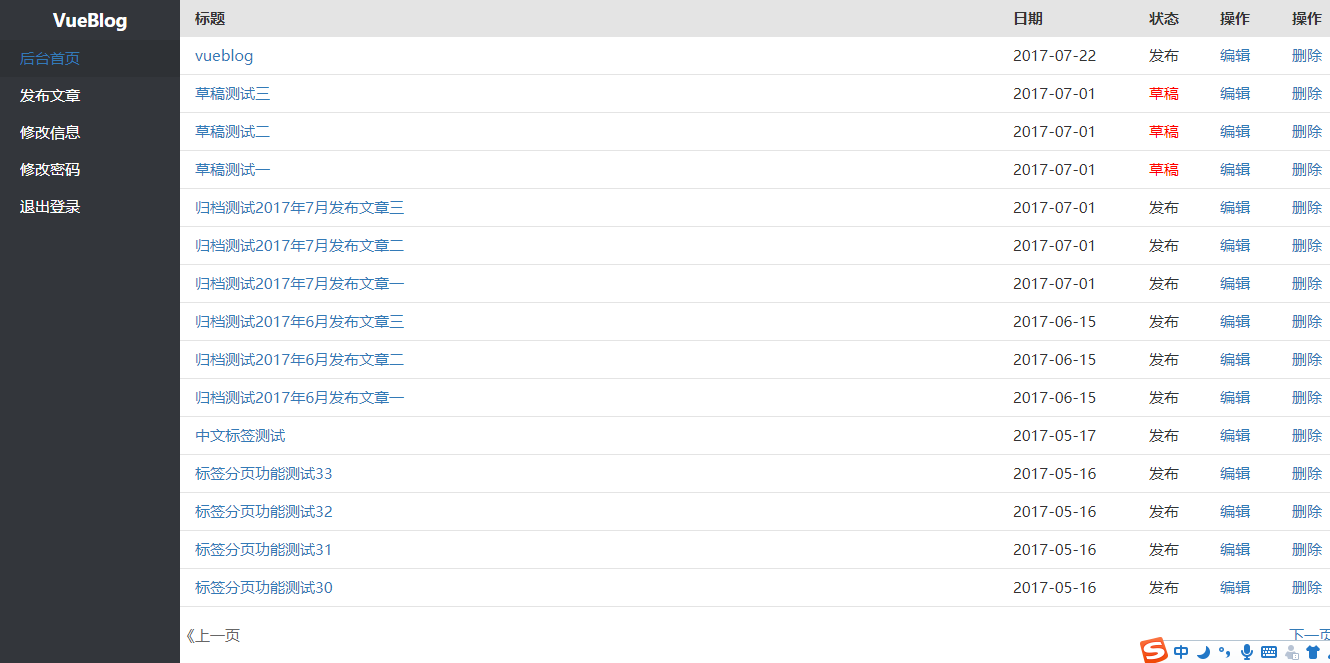 VueBlog
后台首页
发布文章
修改信息
修改密码
退出登录
标题 日期 状态 操作 操作
vueblog 2017-07-22 发布 编辑 删除
草稿测试三 2017-07-01 草稿 编辑 删除
草稿测试二 2017-07-01 草稿 编辑 删除
草稿测试一 2017-07-01 草稿 编辑 删除
归档测试2017年7月发布文章三 2017-07-01 发布 编辑 删除
归档测试2017年7月发布文章二 2017-07-01 发布 编辑 删除
归档测试2017年7月发布文章一 2017-07-01 发布 编辑 删除
归档测试2017年6月发布文章三 2017-06-15 发布 编辑 删除
归档测试2017年6月发布文章二 2017-06-15 发布 编辑 删除
归档测试2017年6月发布文章一 2017-06-15 发布 编辑 删除
中文标签测试 2017-05-17 发布 编辑 删除
标签分页功能测试33 2017-05-16 发布 编辑 删除
标签分页功能测试32 2017-05-16 发布 编辑 删除
标签分页功能测试31 2017-05-16 发布 编辑 删除
标签分页功能测试30 2017-05-16 发布 编辑 删除
《上一页 下一页
S 中